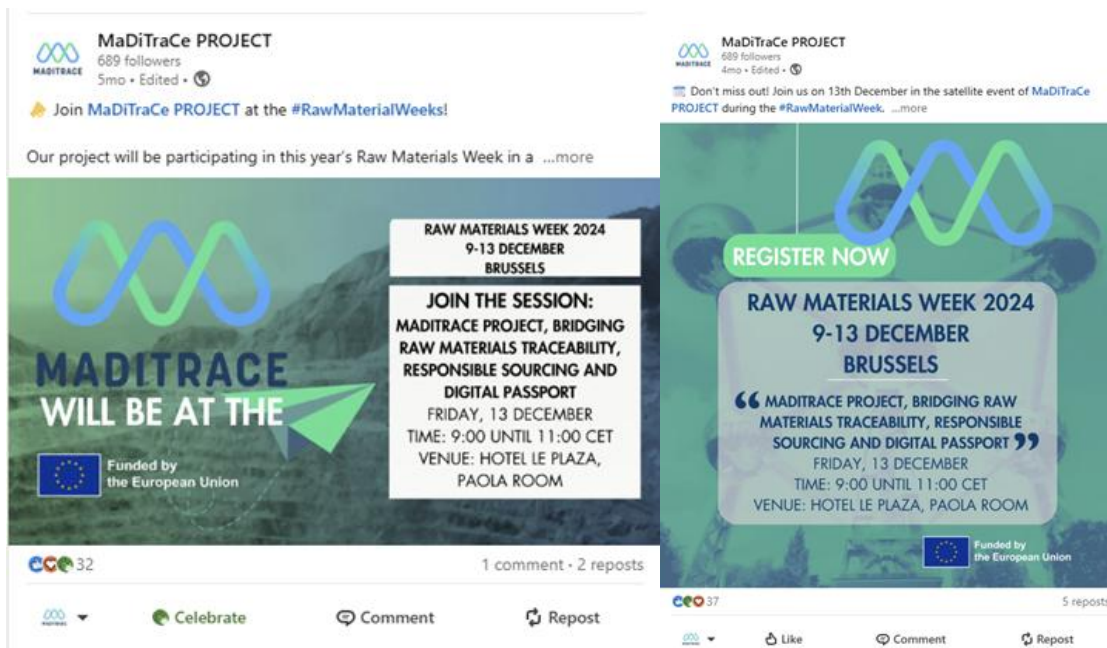 MaDiTraCe PROJECT
689 followers
5mo • Edited •
Join MaDiTraCe PROJECT at the #RawMaterialWeeks!
Our project will be participating in this year's Raw Materials Week in a ...more
MADITRACE
MADITRACE
WILL BE AT THE
Funded by
the European Union
RAW MATERIALS WEEK 2024
9-13 DECEMBER
BRUSSELS
JOIN THE SESSION:
MADITRACE PROJECT, BRIDGING
RAW MATERIALS TRACEABILITY,
RESPONSIBLE SOURCING AND
DIGITAL PASSPORT
FRIDAY, 13 DECEMBER
TIME: 9:00 UNTIL 11:00 CET
VENUE: HOTEL LE PLAZA,
PAOLA ROOM
32
1 comment • 2 reposts
Celebrate
Comment
Repost
MaDiTraCe PROJECT
689 followers
4mo • Edited •
MADITRACE
Don't miss out! Join us on 13th December in the satellite event of MaDiTraCe
PROJECT during the #RawMaterialWeek. ...more
REGISTER NOW
RAW MATERIALS WEEK 2024
9-13 DECEMBER
BRUSSELS
“ MADITRACE PROJECT, BRIDGING RAW
MATERIALS TRACEABILITY, RESPONSIBLE
SOURCING AND DIGITAL PASSPORT ”
FRIDAY, 13 DECEMBER
TIME: 9:00 UNTIL 11:00 CET
VENUE: HOTEL LE PLAZA, PAOLA ROOM
Funded by
the European Union
37
5 reposts
Like
Comment
Repost